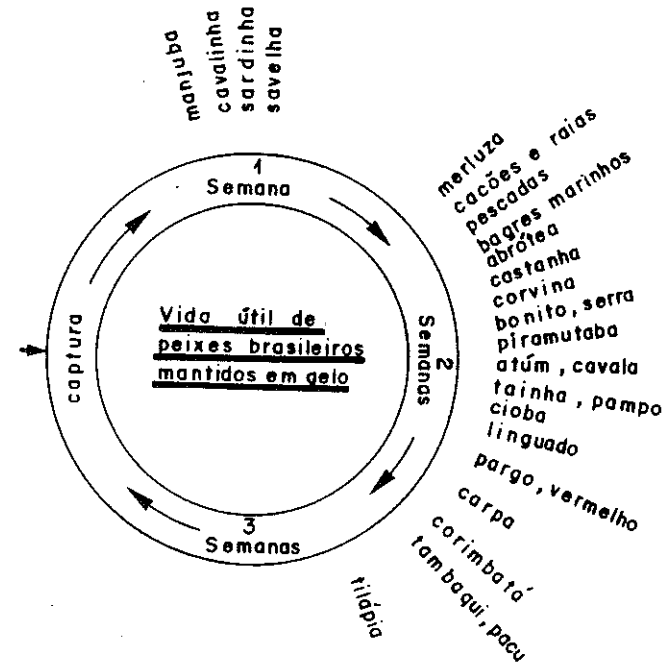 manjuba
cavalinha
sardinha
savelha
merluza
cacões e raias
pescadas
bagres marinhos
abrótea
castanha
corvina
bonito, serra
piramutaba
atúm, cavala
tainha, pampo
cioba
linguado
pargo, vermelho
carpa
corimbatá
tambaqui, pacu
tilápia
1
Semana
2
Semanas
3
Semanas
captura
Vida útil de
peixes brasileiros
mantidos em gelo